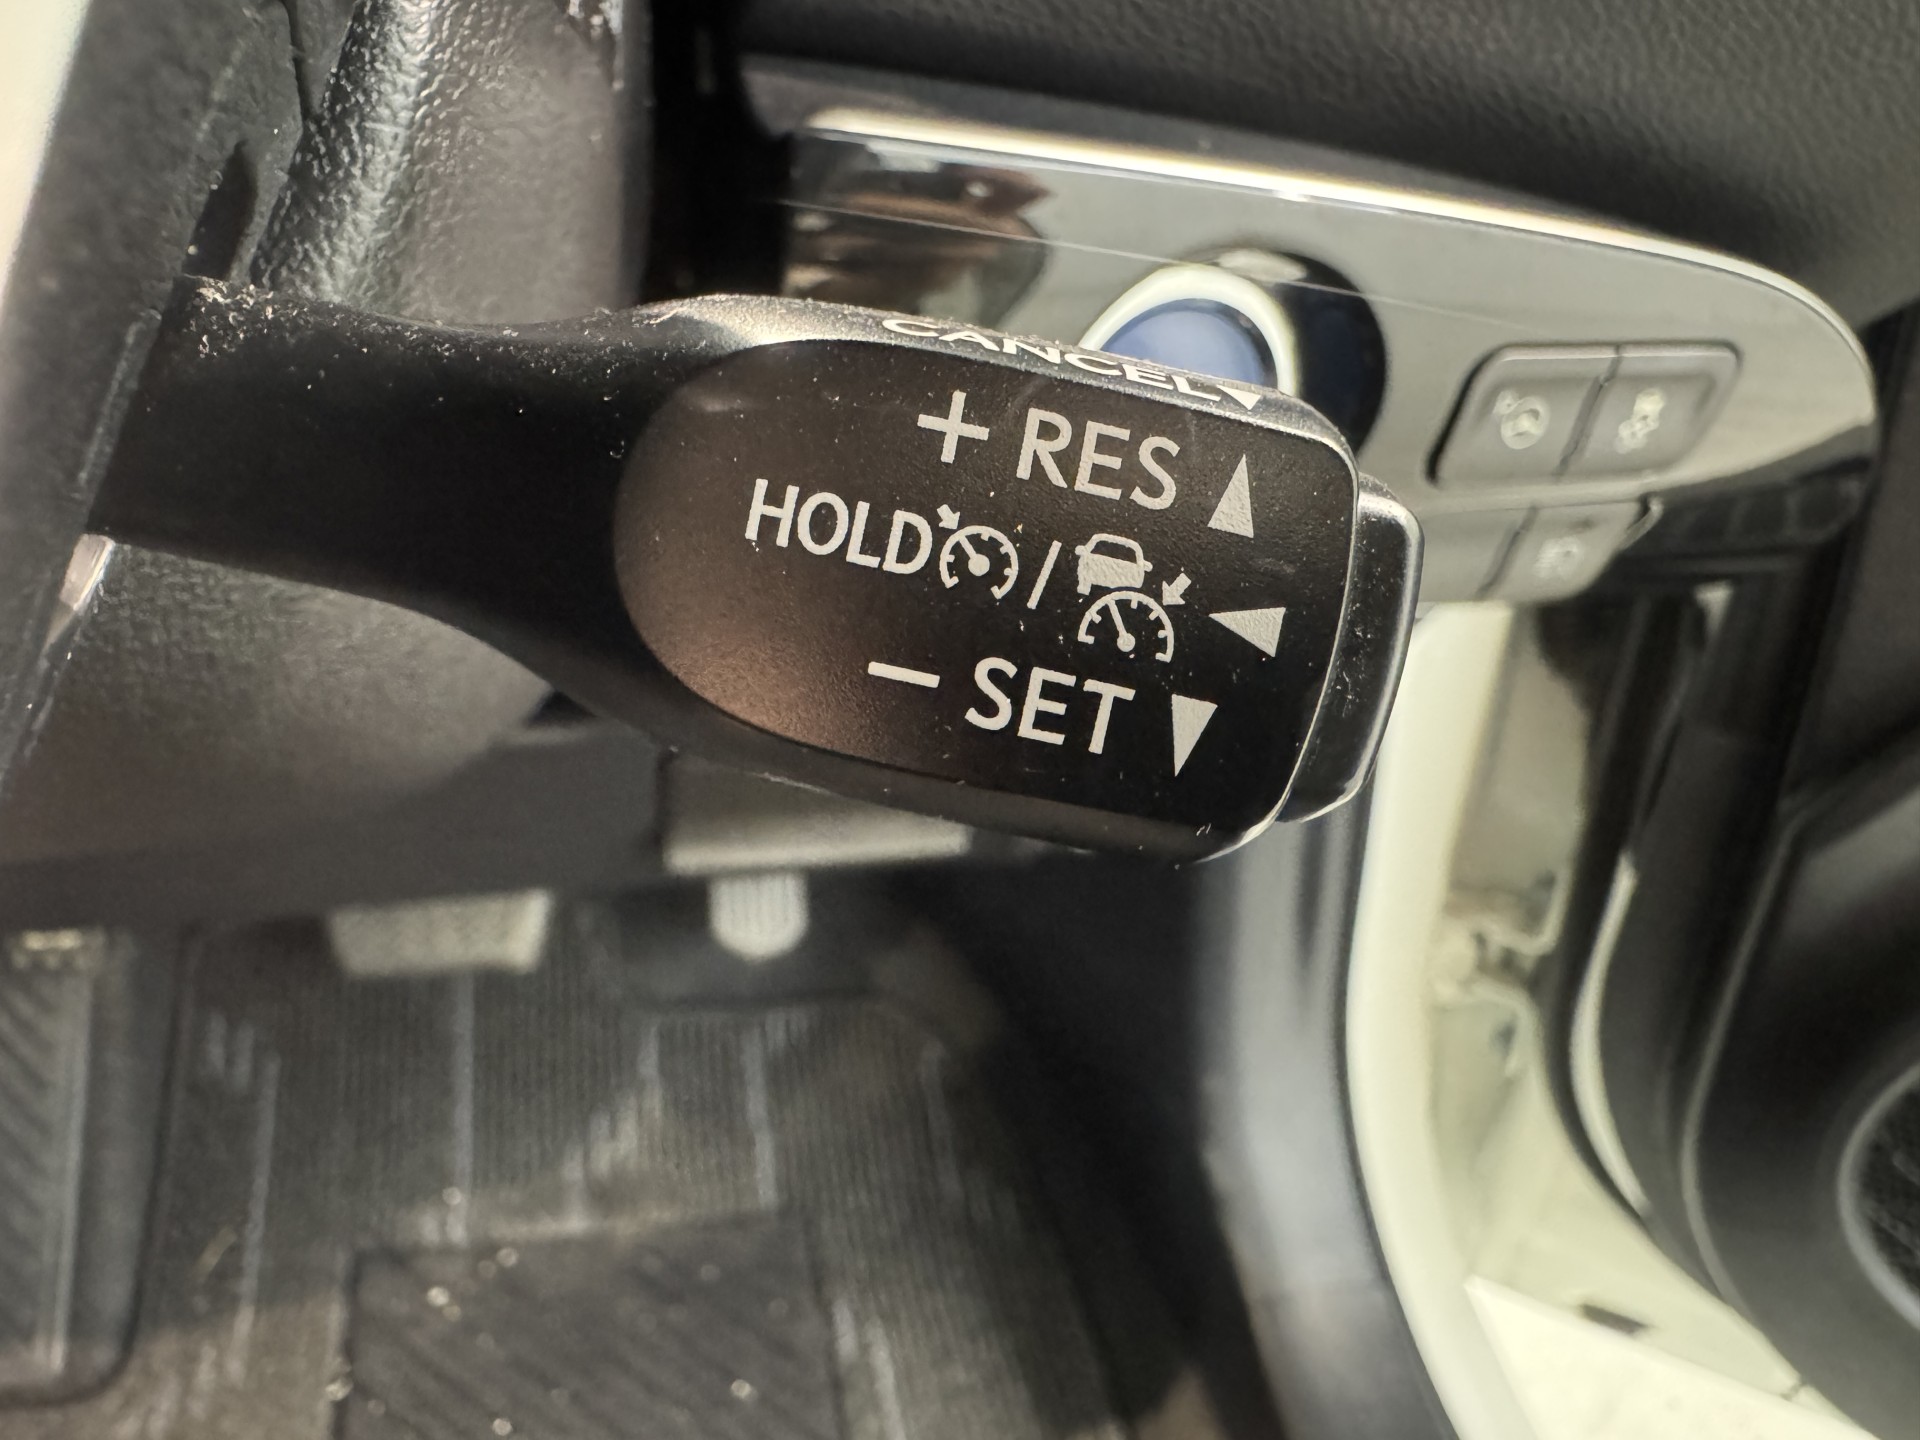 CANCEL
+ RES
HOLD /
− SET